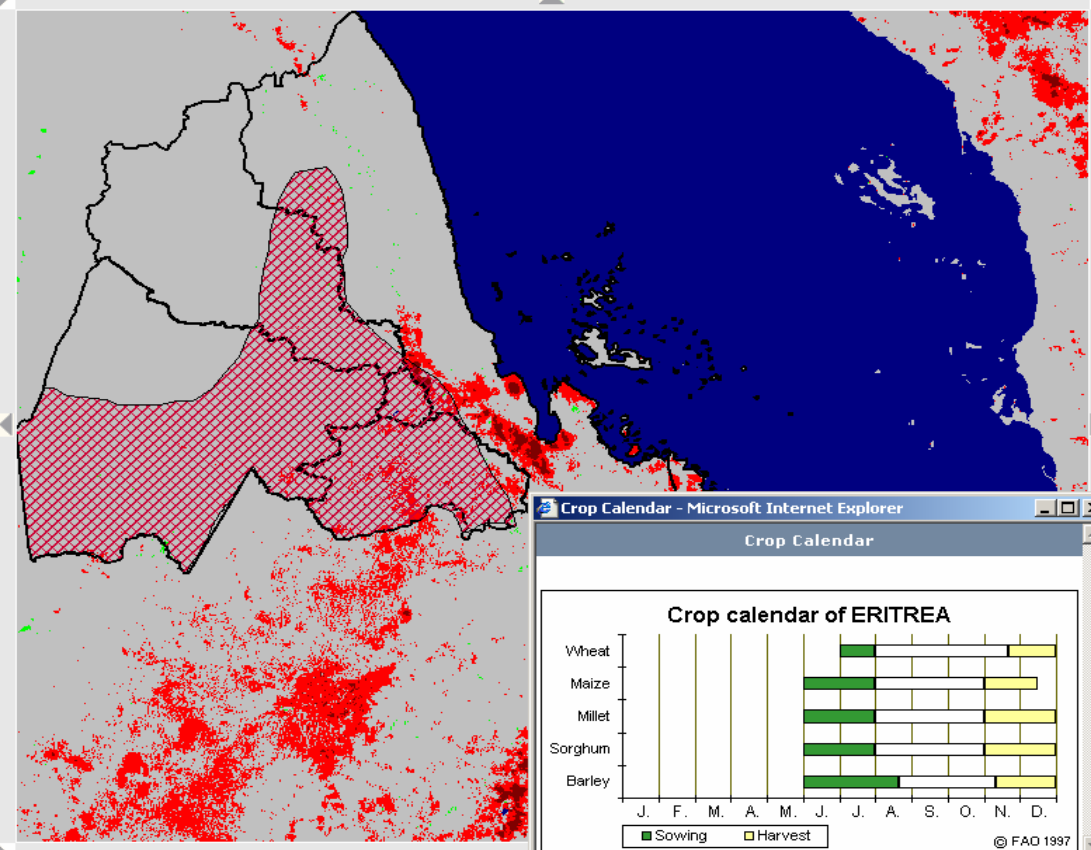 Crop Calendar - Microsoft Internet Explorer
Crop Calendar
Crop calendar of ERITREA
Wheat
Maize
Millet
Sorghum
Barley
J. F. M. A. M. J. J. A. S. O. N. D.
Sowing Harvest
© FAO 1997